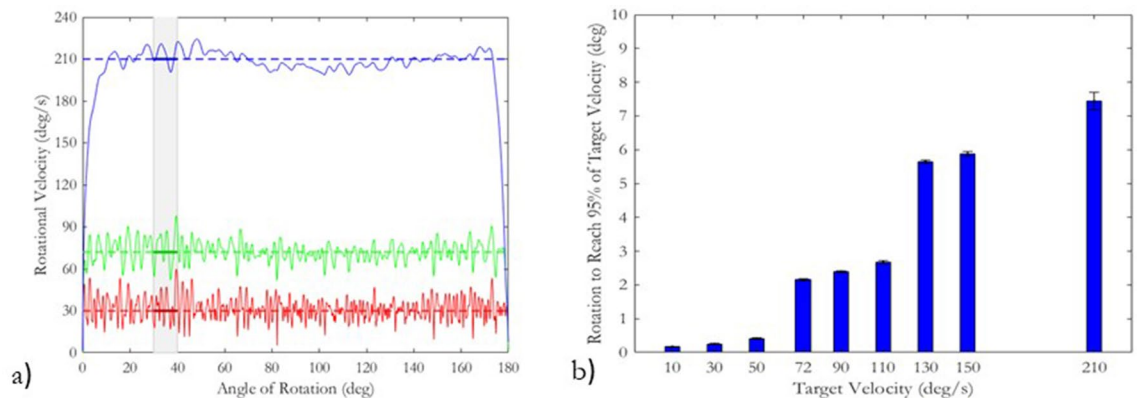 a)
Rotational Velocity (deg/s)
240
210
180
150
120
90
60
30
0
0 20 40 60 80 100 120 140 160 180
Angle of Rotation (deg)
b)
Rotation to Reach 95% of Target Velocity (deg)
10
9
8
7
6
5
4
3
2
1
0
10 30 50 72 90 110 130 150 210
Target Velocity (deg/s)